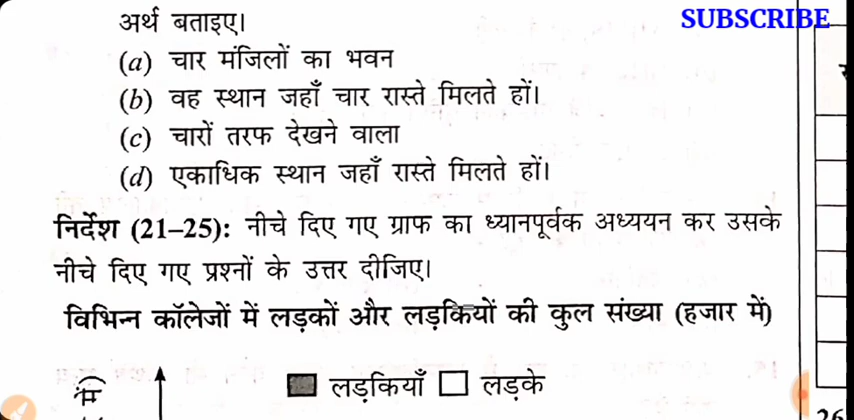 SUBSCRIBE
अर्थ बताइए।
(a) चार मंजिलों का भवन
(b) वह स्थान जहाँ चार रास्ते मिलते हों।
(c) चारों तरफ देखने वाला
(d) एकाधिक स्थान जहाँ रास्ते मिलते हों।
निर्देश (21–25): नीचे दिए गए ग्राफ का ध्यानपूर्वक अध्ययन कर उसके
नीचे दिए गए प्रश्नों के उत्तर दीजिए।
विभिन्न कॉलेजों में लड़कों और लड़कियों की कुल संख्या (हजार में)
लड़कियाँ लड़के
में)
26